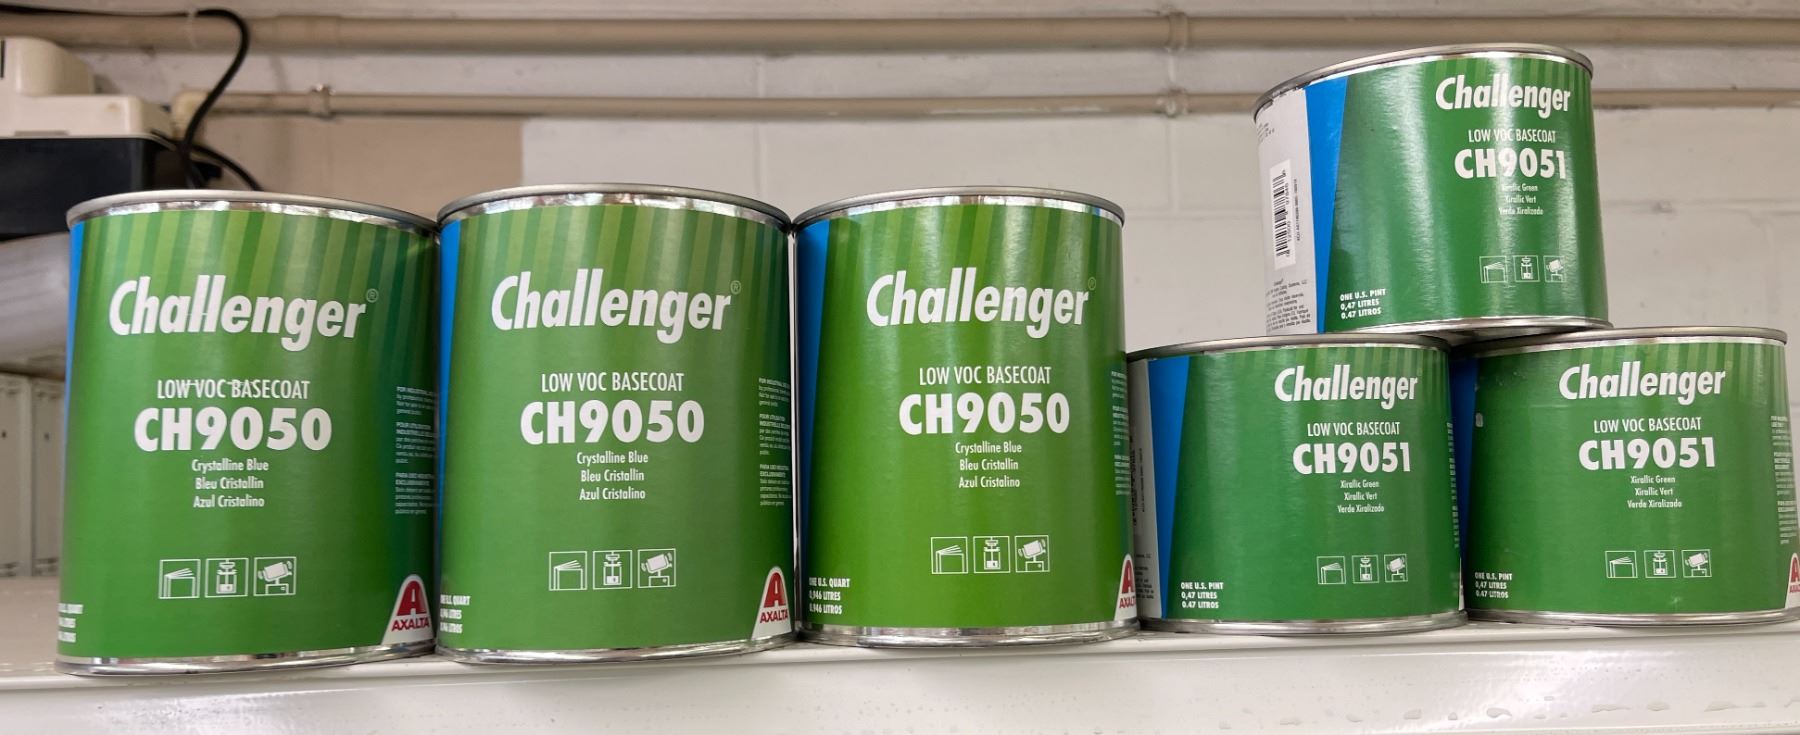 Challenger®
LOW VOC BASECOAT
CH9050
Crystalline Blue
Bleu Cristallin
Azul Cristalino
AXALTA
Challenger®
LOW VOC BASECOAT
CH9050
Crystalline Blue
Bleu Cristallin
Azul Cristalino
AXALTA
Challenger®
LOW VOC BASECOAT
CH9050
Crystalline Blue
Bleu Cristallin
Azul Cristalino
ONE U.S. QUART
0,946 LITRES
0.946 LITROS
AXALTA
Challenger
LOW VOC BASECOAT
CH9051
Xirallic Green
Xirallic Vert
Verde Xiralizado
ONE U.S. PINT
0,47 LITRES
0.47 LITROS
Challenger
LOW VOC BASECOAT
CH9051
Xirallic Green
Xirallic Vert
Verde Xiralizado
ONE U.S. PINT
0,47 LITRES
0.47 LITROS
Challenger
LOW VOC BASECOAT
CH9051
Xirallic Green
Xirallic Vert
Verde Xiralizado
ONE U.S. PINT
0,47 LITRES
0.47 LITROS